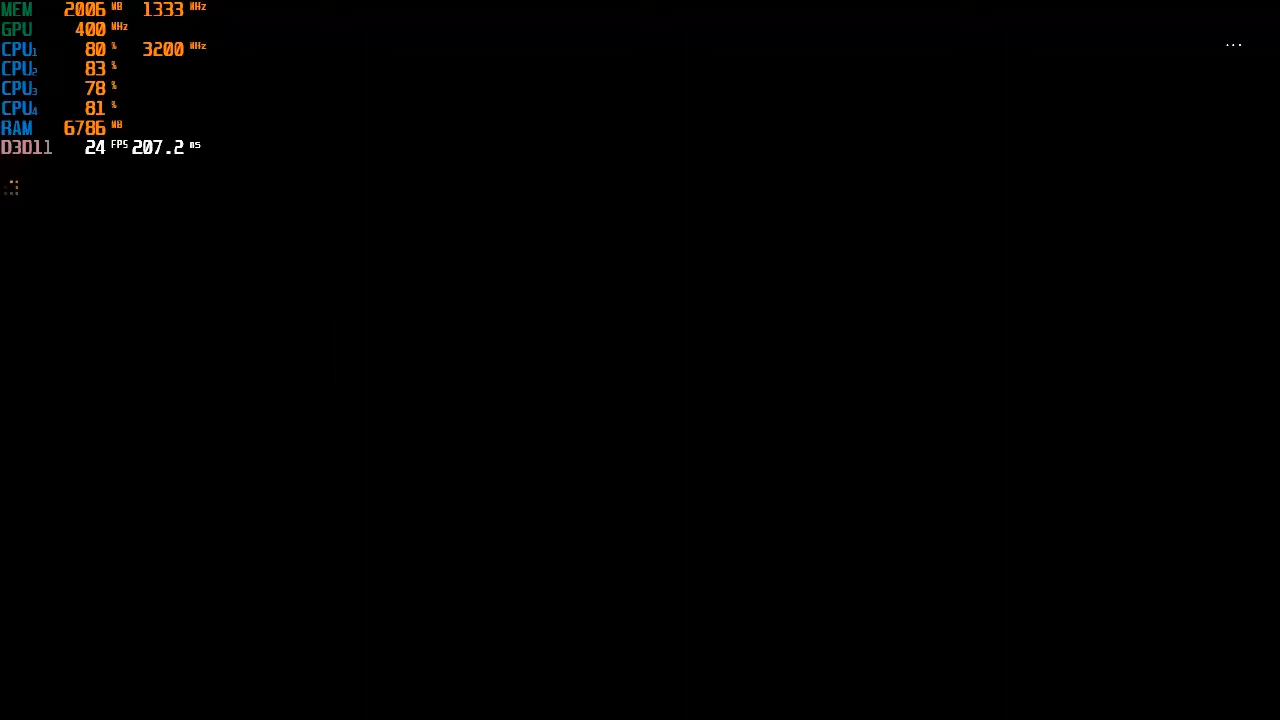 MEM 2006 MB 1333 MHz
GPU 400 MHz
CPU1 80 % 3200 MHz
CPU2 83 %
CPU3 78 %
CPU4 81 %
RAM 6786 MB
D3D11 24 FPS 207.2 ms
...